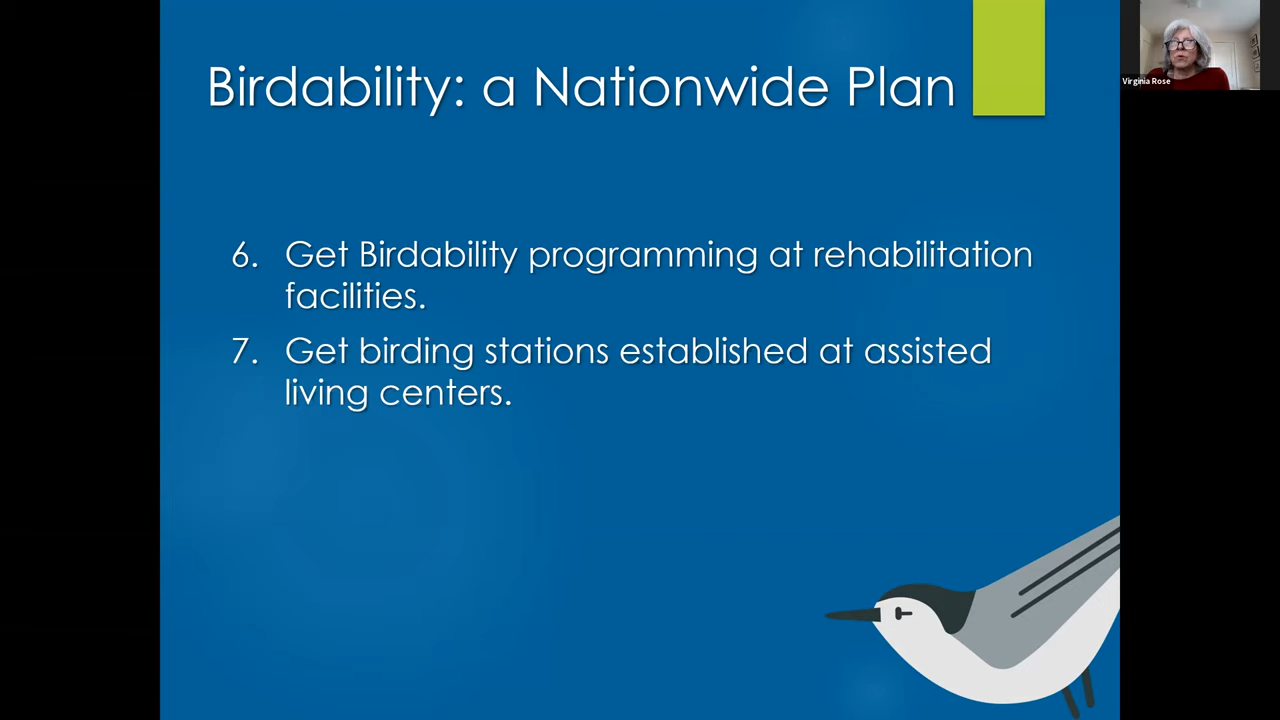 Birdability: a Nationwide Plan
Virginia Rose
6. Get Birdability programming at rehabilitation
facilities.
7. Get birding stations established at assisted
living centers.